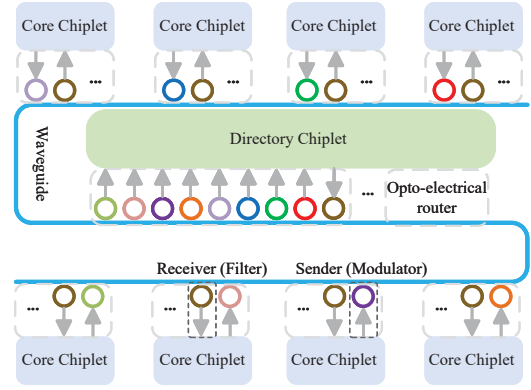 Core Chiplet
Core Chiplet
Core Chiplet
Core Chiplet
...
...
...
...
Waveguide
Directory Chiplet
...
Opto-electrical
router
Receiver (Filter)
Sender (Modulator)
...
...
...
...
Core Chiplet
Core Chiplet
Core Chiplet
Core Chiplet